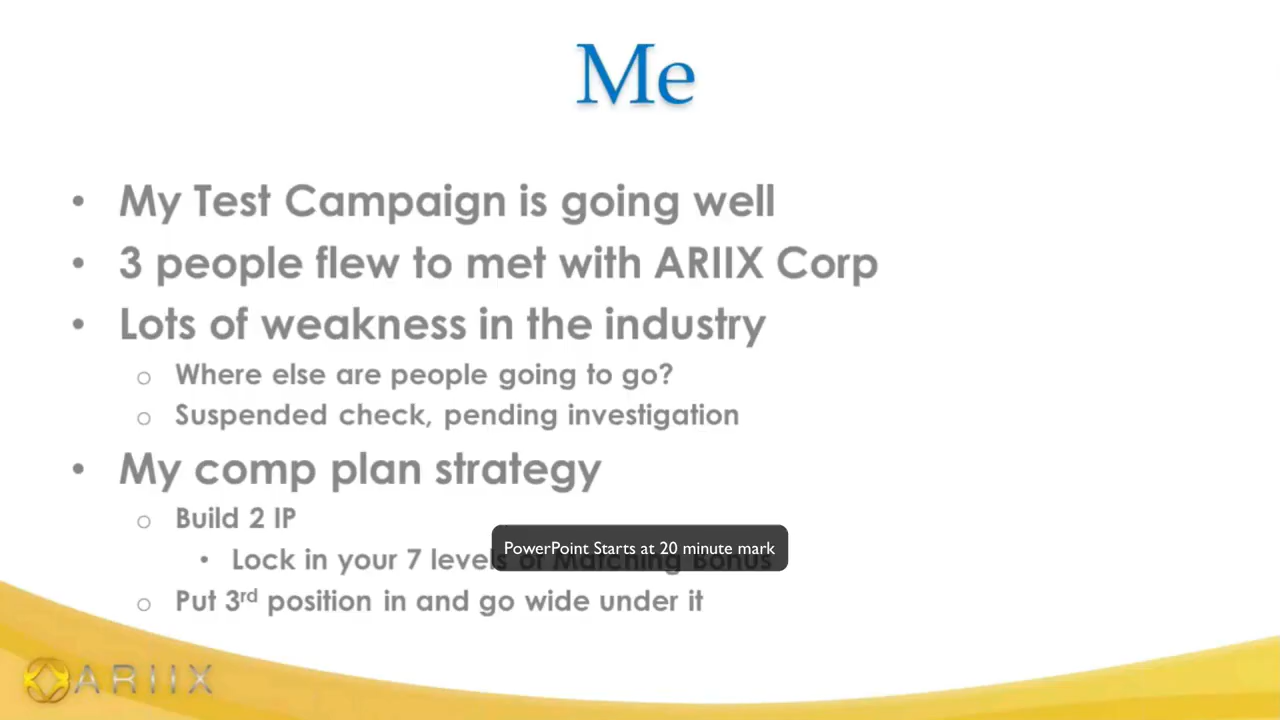 Me
• My Test Campaign is going well
• 3 people flew to met with ARIIX Corp
• Lots of weakness in the industry
o Where else are people going to go?
o Suspended check, pending investigation
• My comp plan strategy
o Build 2 IP
PowerPoint Starts at 20 minute mark
• Lock in your 7 levels of Matching Bonus
o Put 3rd position in and go wide under it
ARIIX